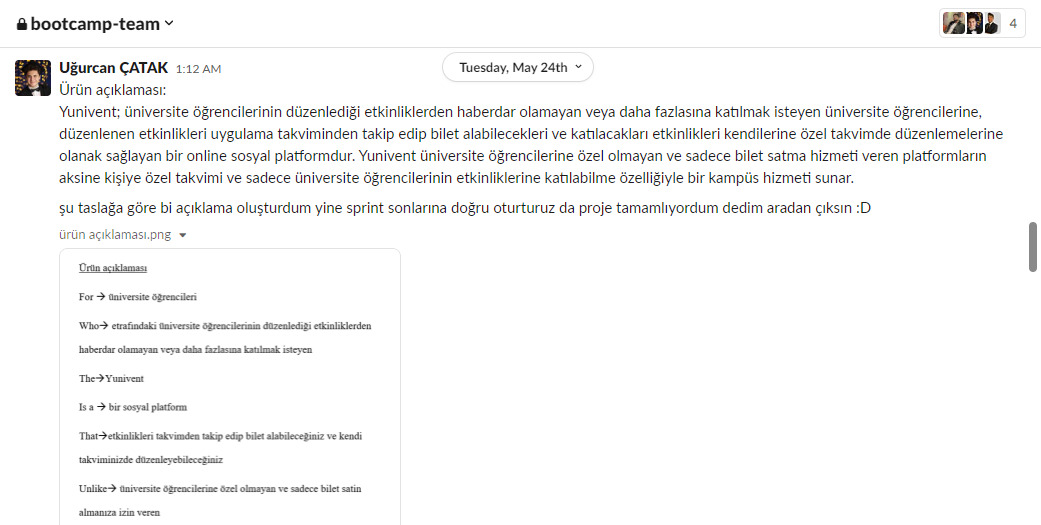 bootcamp-team
4
Tuesday, May 24th
Uğurcan ÇATAK 1:12 AM
Ürün açıklaması:
Yunivent; üniversite öğrencilerinin düzenlediği etkinliklerden haberdar olamayan veya daha fazlasına katılmak isteyen üniversite öğrencilerine,
düzenlenen etkinlikleri uygulama takviminden takip edip bilet alabilecekleri ve katılacakları etkinlikleri kendilerine özel takvimde düzenlemelerine
olanak sağlayan bir online sosyal platformdur. Yunivent üniversite öğrencilerine özel olmayan ve sadece bilet satma hizmeti veren platformların
aksine kişiye özel takvimi ve sadece üniversite öğrencilerinin etkinliklerine katılabilme özelliğiyle bir kampüs hizmeti sunar.
şu taslağa göre bi açıklama oluşturdum yine sprint sonlarına doğru oturturuz da proje tamamlıyordum dedim aradan çıksın :D
ürün açıklaması.png
Ürün açıklaması
For → üniversite öğrencileri
Who→ etrafındaki üniversite öğrencilerinin düzenlediği etkinliklerden
haberdar olamayan veya daha fazlasına katılmak isteyen
The→Yunivent
Is a → bir sosyal platform
That→etkinlikleri takvimden takip edip bilet alabileceğiniz ve kendi
takviminizde düzenleyebileceğiniz
Unlike→ üniversite öğrencilerine özel olmayan ve sadece bilet satin
almanıza izin veren